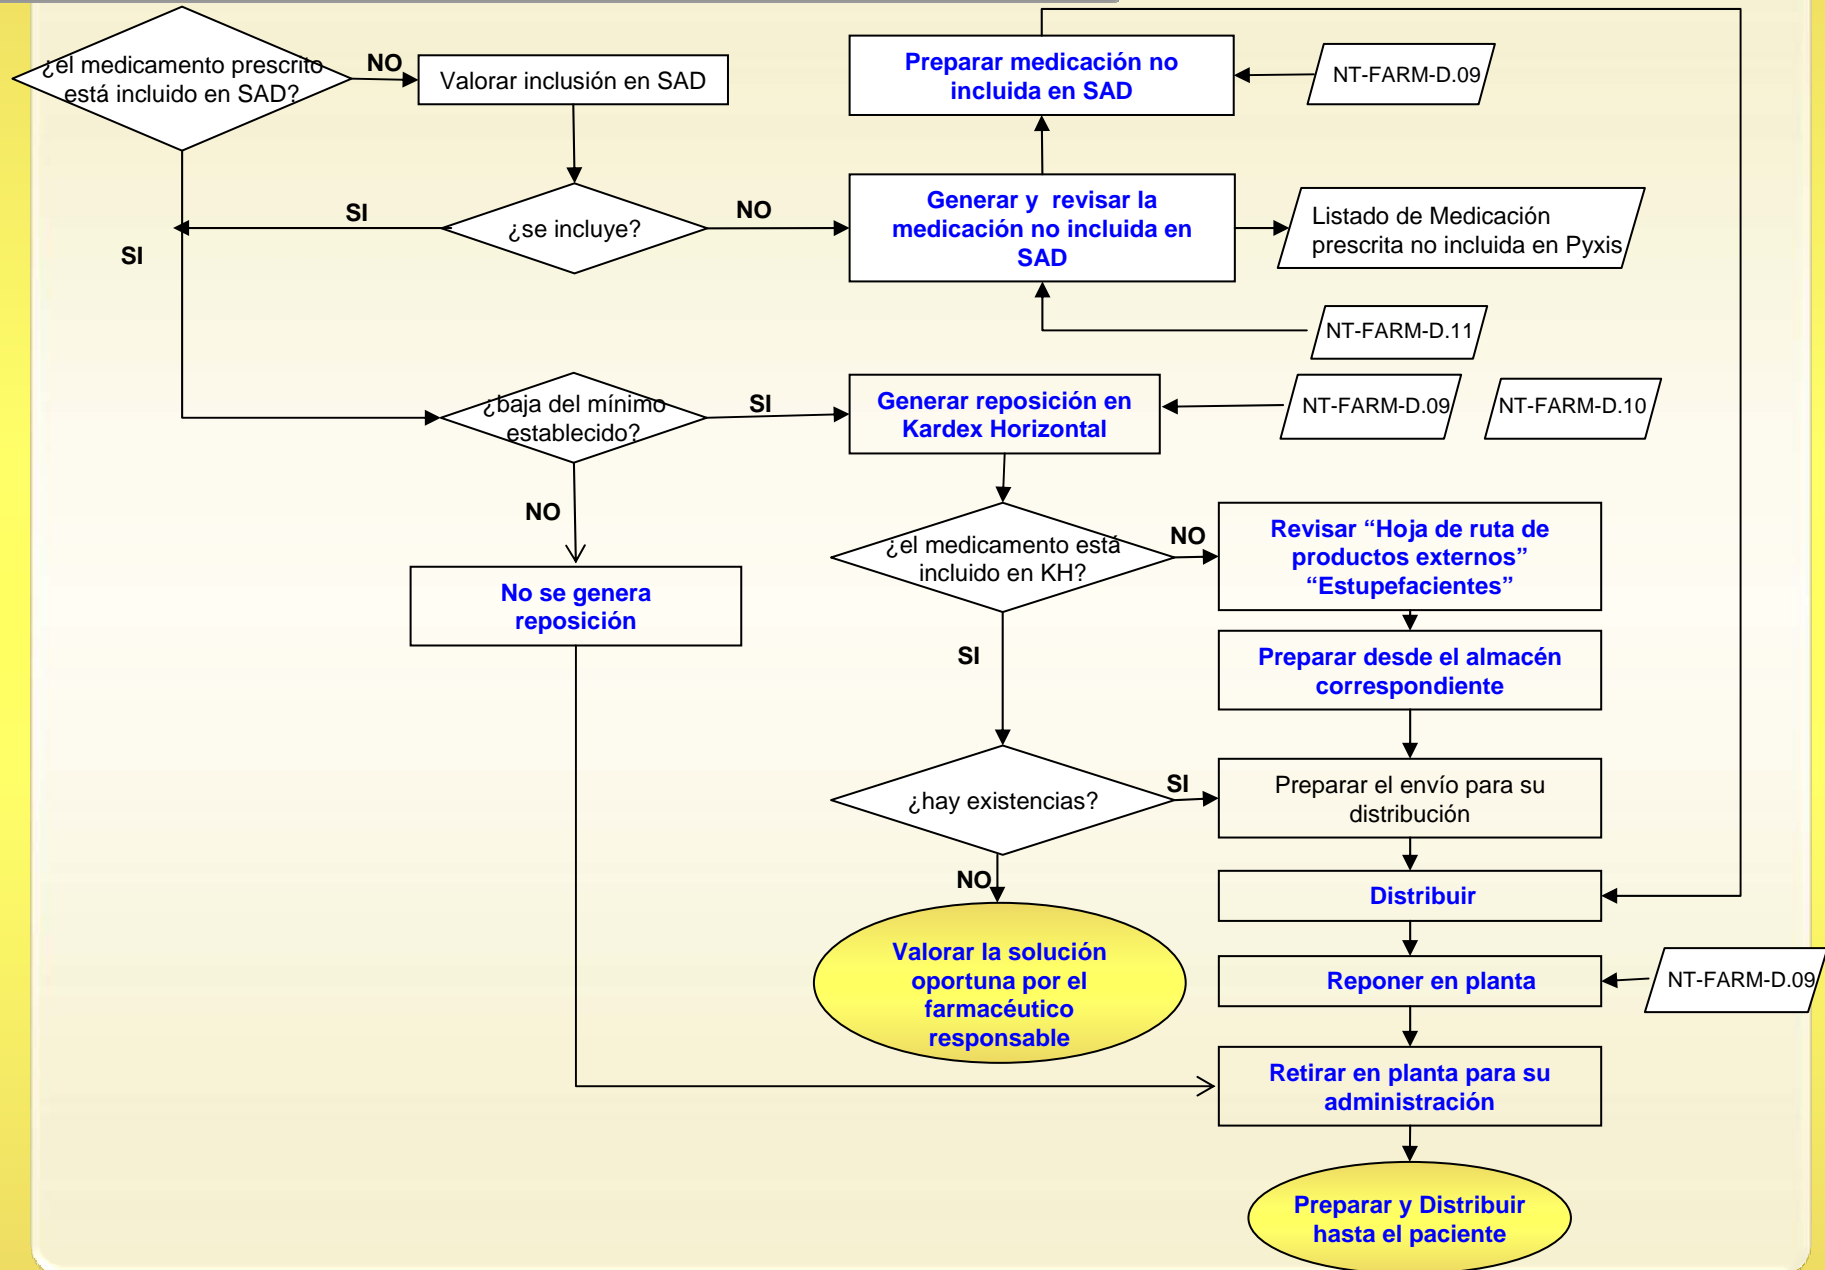 ¿el medicamento prescrito
está incluido en SAD?
NO
Valorar inclusión en SAD
Preparar medicación no
incluida en SAD
NT-FARM-D.09
SI
¿se incluye?
SI
NO
Generar y revisar la
medicación no incluida en
SAD
Listado de Medicación
prescrita no incluida en Pyxis
NT-FARM-D.11
¿baja del mínimo
establecido?
SI
Generar reposición en
Kardex Horizontal
NT-FARM-D.09
NT-FARM-D.10
NO
No se genera
reposición
¿el medicamento está
incluido en KH?
NO
Revisar “Hoja de ruta de
productos externos”
“Estupefacientes”
SI
Preparar desde el almacén
correspondiente
¿hay existencias?
SI
Preparar el envío para su
distribución
NO
Distribuir
Valorar la solución
oportuna por el
farmacéutico
responsable
Reponer en planta
NT-FARM-D.09
Retirar en planta para su
administración
Preparar y Distribuir
hasta el paciente